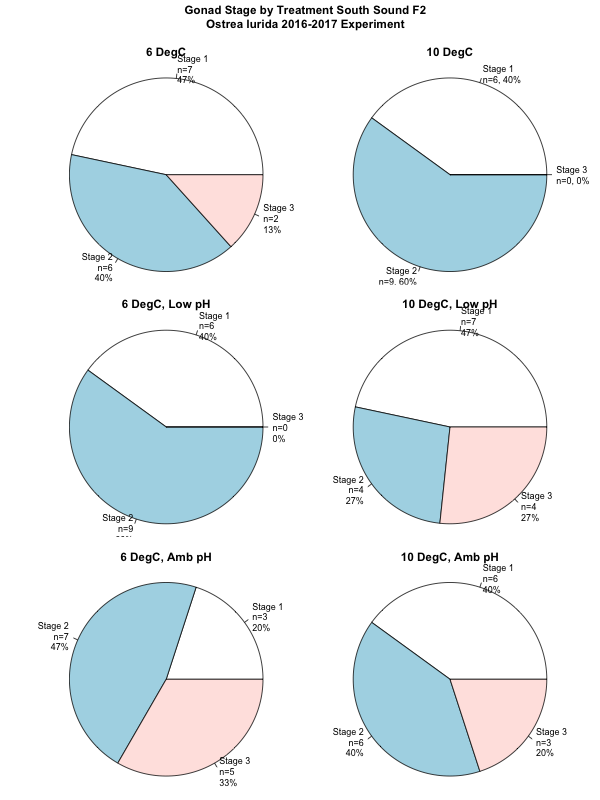 Gonad Stage by Treatment South Sound F2
Ostrea lurida 2016-2017 Experiment
6 DegC
Stage 1
n=7
47%
Stage 2
n=6
40%
Stage 3
n=2
13%
10 DegC
Stage 1
n=6, 40%
Stage 2
n=9, 60%
Stage 3
n=0, 0%
6 DegC, Low pH
Stage 1
n=6
40%
Stage 2
n=9
Stage 3
n=0
0%
10 DegC, Low pH
Stage 1
n=7
47%
Stage 2
n=4
27%
Stage 3
n=4
27%
6 DegC, Amb pH
Stage 1
n=3
20%
Stage 2
n=7
47%
Stage 3
n=5
33%
10 DegC, Amb pH
Stage 1
n=6
40%
Stage 2
n=6
40%
Stage 3
n=3
20%